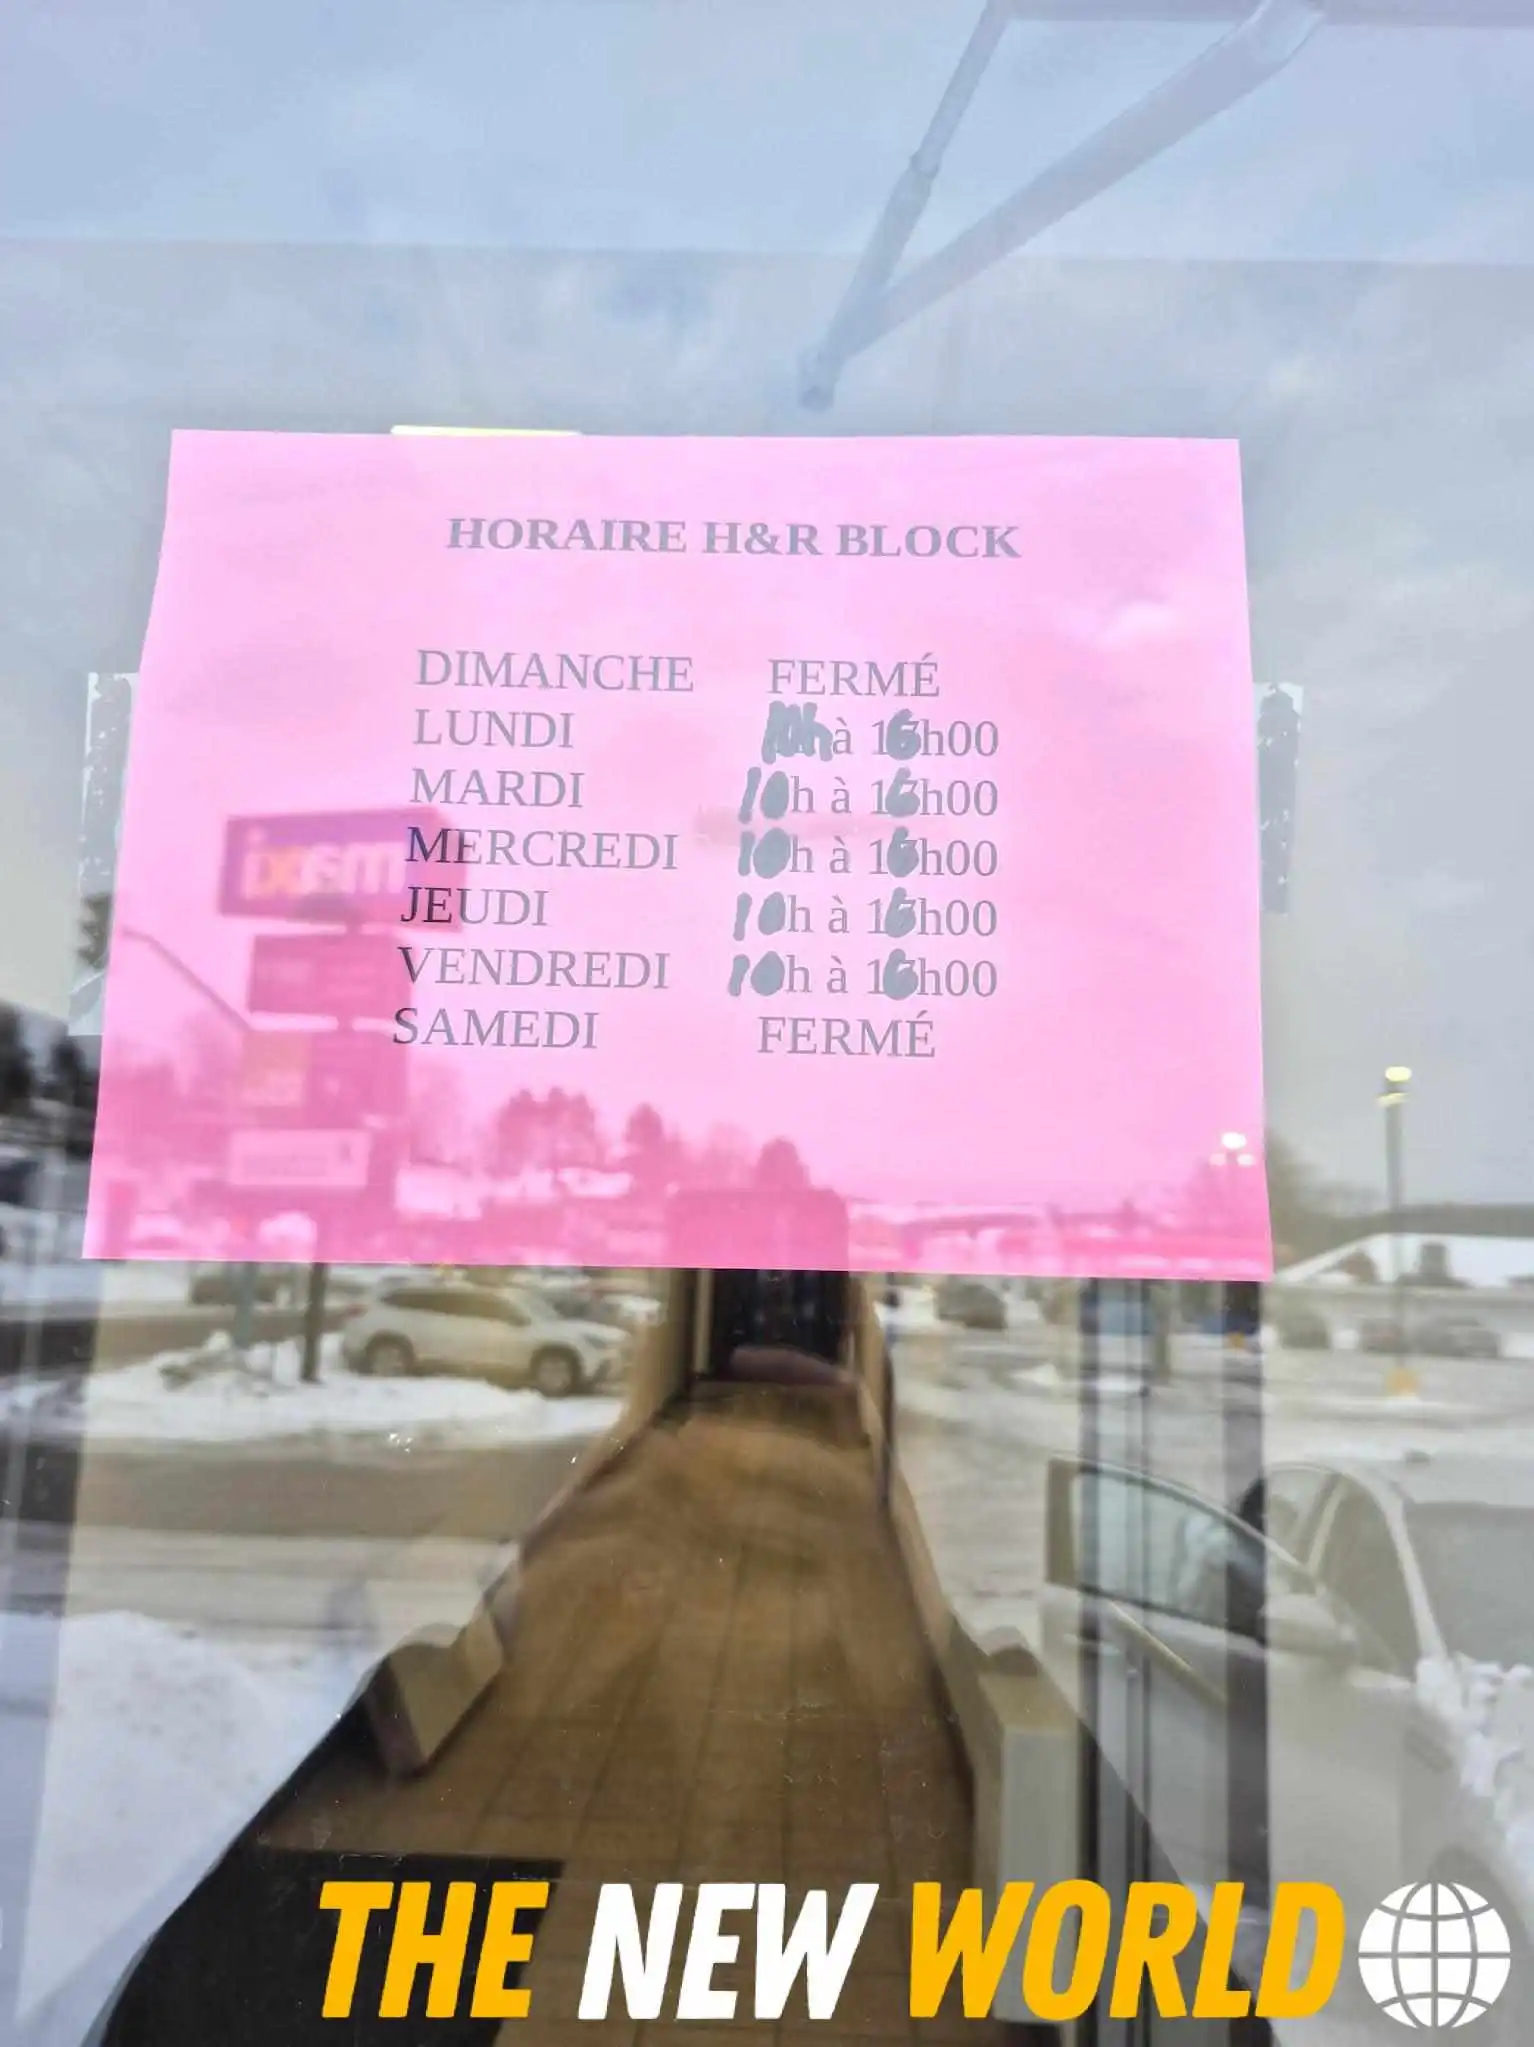 HORAIRE H&R BLOCK
DIMANCHE FERMÉ
LUNDI 10h à 16h00
MARDI 10h à 16h00
MERCREDI 10h à 16h00
JEUDI 10h à 16h00
VENDREDI 10h à 16h00
SAMEDI FERMÉ
maxi
THE NEW WORLD